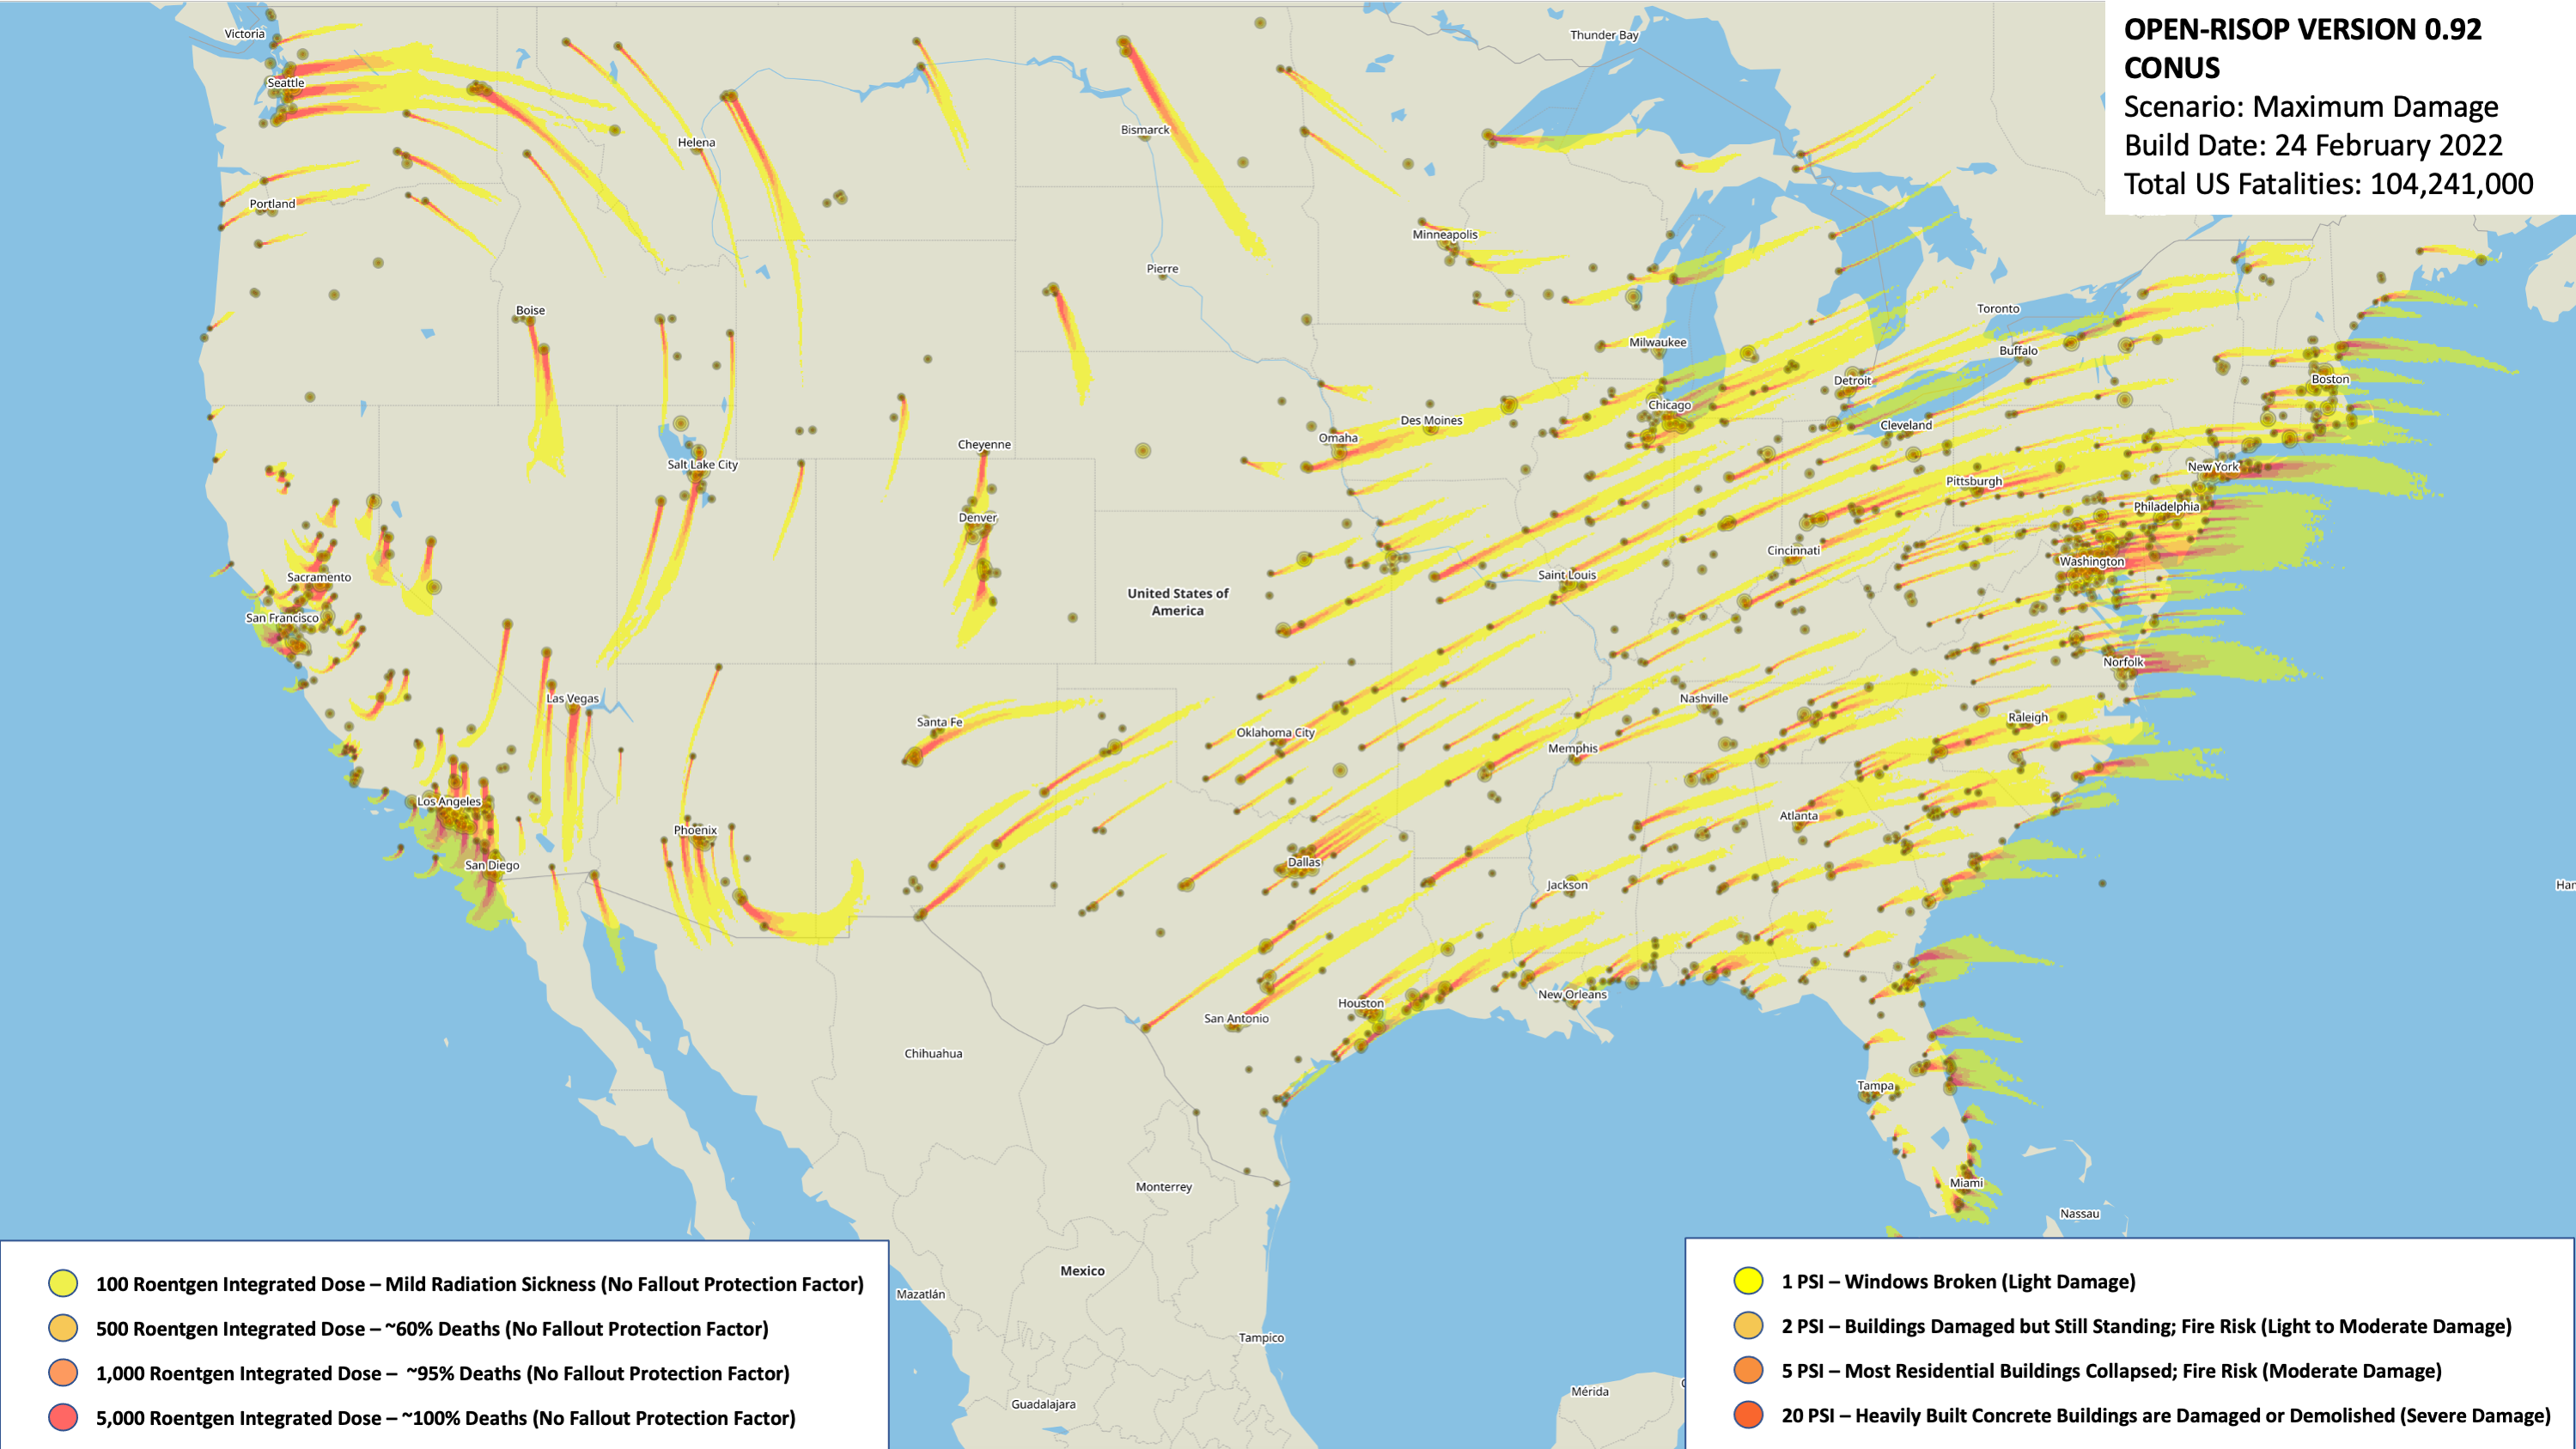 OPEN-RISOP VERSION 0.92
CONUS
Scenario: Maximum Damage
Build Date: 24 February 2022
Total US Fatalities: 104,241,000
Victoria
Thunder Bay
Seattle
Bismarck
Helena
Portland
Minneapolis
Pierre
Toronto
Boise
Milwaukee
Buffalo
Detroit
Boston
Chicago
Des Moines
Cleveland
Omaha
Cheyenne
Salt Lake City
New York
Pittsburgh
Philadelphia
Denver
Cincinnati
Washington
Sacramento
Saint Louis
United States of
America
San Francisco
Norfolk
Las Vegas
Nashville
Santa Fe
Raleigh
Oklahoma City
Memphis
Los Angeles
Atlanta
Phoenix
Dallas
San Diego
Jackson
Han
New Orleans
Houston
San Antonio
Chihuahua
Tampa
Monterrey
Miami
Nassau
Mexico
Mazatlán
Tampico
Mérida
Guadalajara
100 Roentgen Integrated Dose – Mild Radiation Sickness (No Fallout Protection Factor)
500 Roentgen Integrated Dose – ~60% Deaths (No Fallout Protection Factor)
1,000 Roentgen Integrated Dose – ~95% Deaths (No Fallout Protection Factor)
5,000 Roentgen Integrated Dose – ~100% Deaths (No Fallout Protection Factor)
1 PSI – Windows Broken (Light Damage)
2 PSI – Buildings Damaged but Still Standing; Fire Risk (Light to Moderate Damage)
5 PSI – Most Residential Buildings Collapsed; Fire Risk (Moderate Damage)
20 PSI – Heavily Built Concrete Buildings are Damaged or Demolished (Severe Damage)